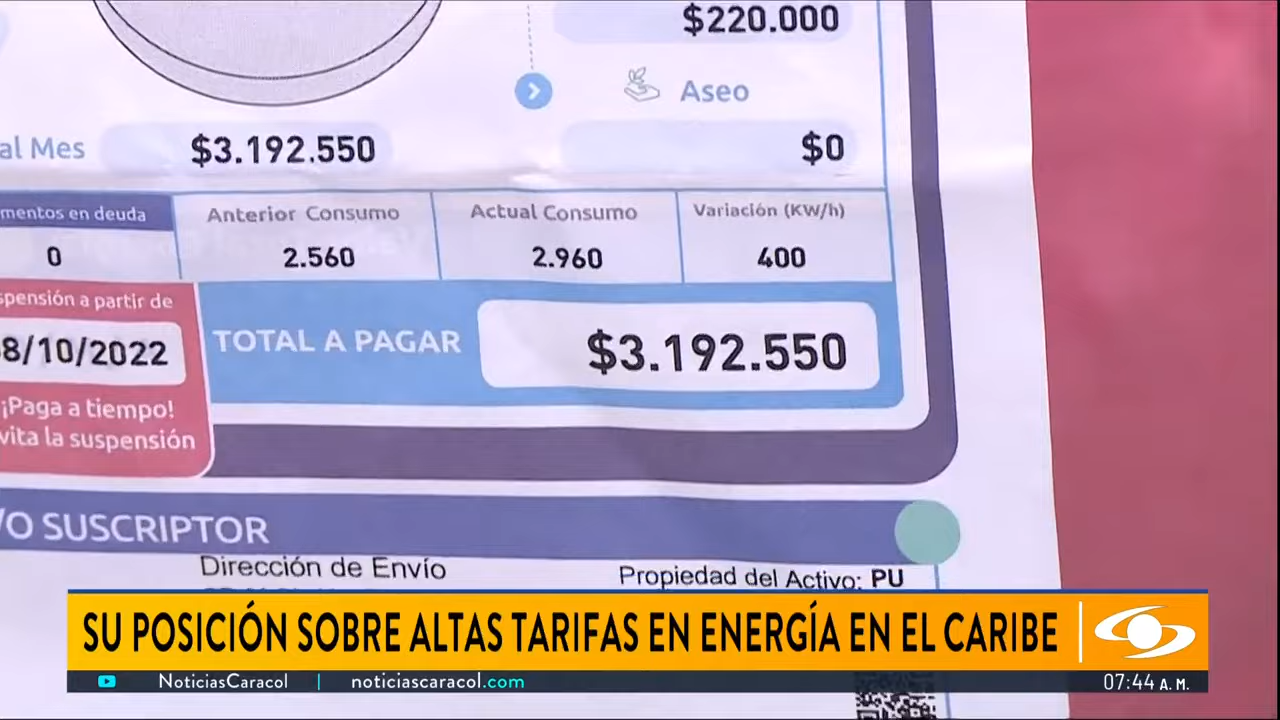 $220.000
Aseo
al Mes $3.192.550 $0
mentos en deuda Anterior Consumo Actual Consumo Variación (KW/h)
0 2.560 2.960 400
spensión a partir de
8/10/2022 TOTAL A PAGAR $3.192.550
¡Paga a tiempo!
vita la suspensión
/O SUSCRIPTOR
Dirección de Envío Propiedad del Activo: PU
SU POSICIÓN SOBRE ALTAS TARIFAS EN ENERGÍA EN EL CARIBE
NoticiasCaracol | noticiascaracol.com 07:44 A. M.